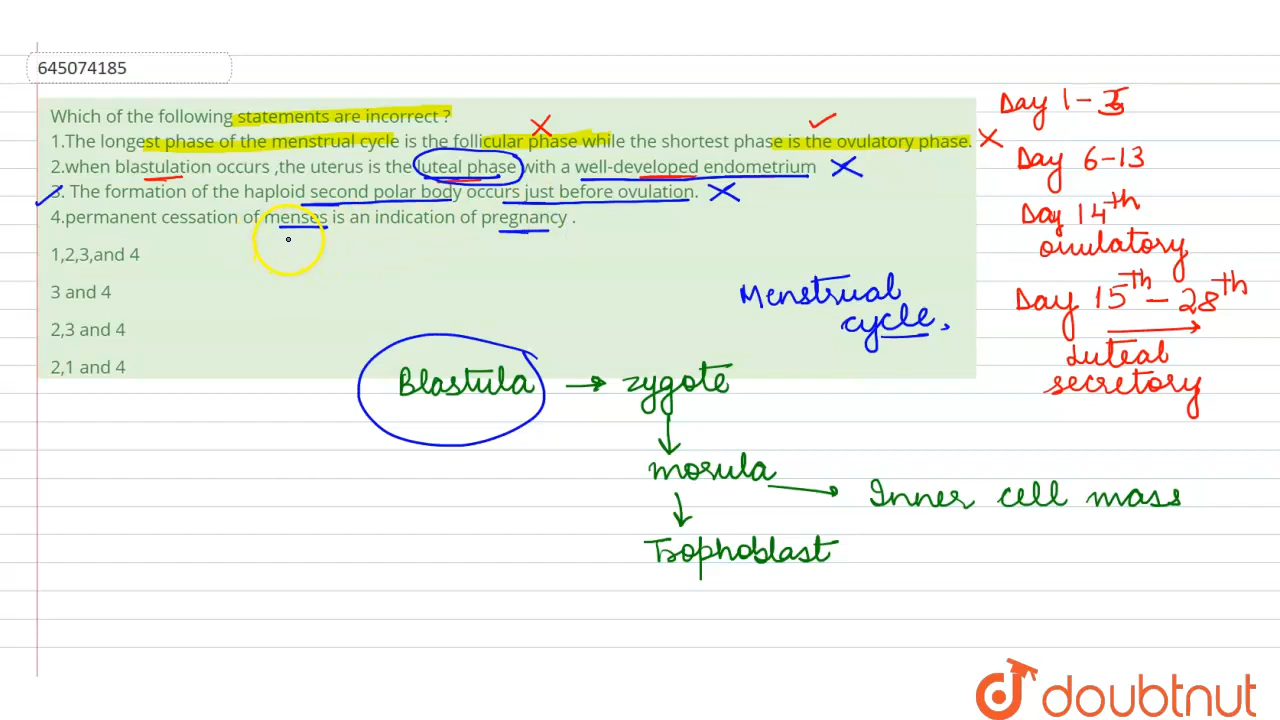 645074185
Which of the following statements are incorrect ?
1.The longest phase of the menstrual cycle is the follicular phase while the shortest phase is the ovulatory phase.
2.when blastulation occurs ,the uterus is the luteal phase with a well-developed endometrium
3. The formation of the haploid second polar body occurs just before ovulation.
4.permanent cessation of menses is an indication of pregnancy .
1,2,3,and 4
3 and 4
2,3 and 4
2,1 and 4
Day 1-5
Day 6-13
Day 14th
ovulatory
Day 15th - 28th
Luteal
secretory
Menstrual
cycle,
Blastula → zygote
morula
Inner cell mass
Trophoblast
doubtnut